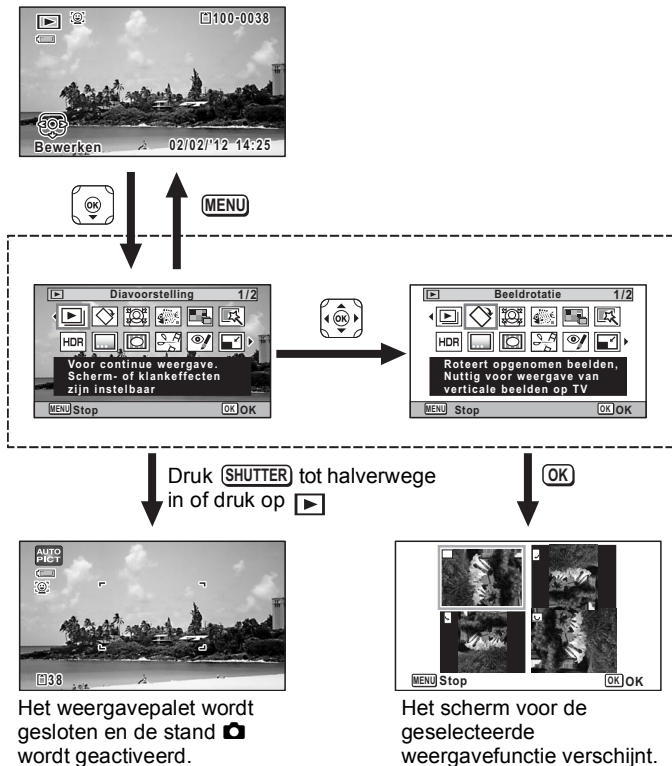 100-0038
Bewerken 02/02/'12 14:25
OK
MENU
Diavoorstelling 1/2
HDR
Voor continue weergave.
Scherm- of klankeffecten
zijn instelbaar
MENU Stop OK OK
OK
Beeldrotatie 1/2
HDR
Roteert opgenomen beelden,
Nuttig voor weergave van
verticale beelden op TV
MENU Stop OK OK
Druk SHUTTER tot halverwege
in of druk op
OK
AUTO
PICT
38
Het weergavepalet wordt
gesloten en de stand
wordt geactiveerd.
MENU Stop OK OK
Het scherm voor de
geselecteerde
weergavefunctie verschijnt.